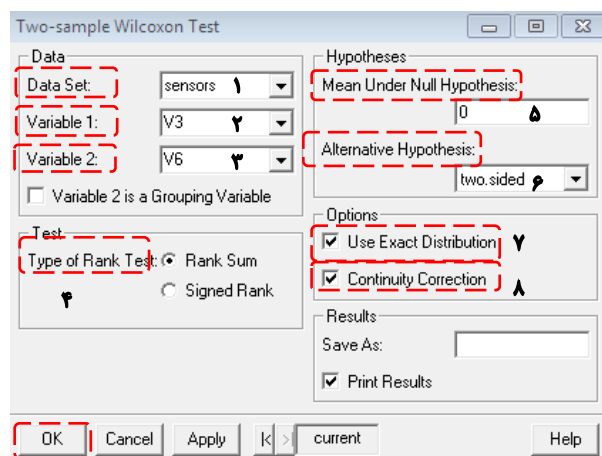 Two-sample Wilcoxon Test
Data
Data Set: sensors ۱
Variable 1: V3 ۲
Variable 2: V6 ۳
Variable 2 is a Grouping Variable
Test
Type of Rank Test: Rank Sum
۴ Signed Rank
Hypotheses
Mean Under Null Hypothesis:
0 ۵
Alternative Hypothesis:
two.sided ۶
Options
Use Exact Distribution ۷
Continuity Correction ۸
Results
Save As:
Print Results
OK Cancel Apply |< >| current Help